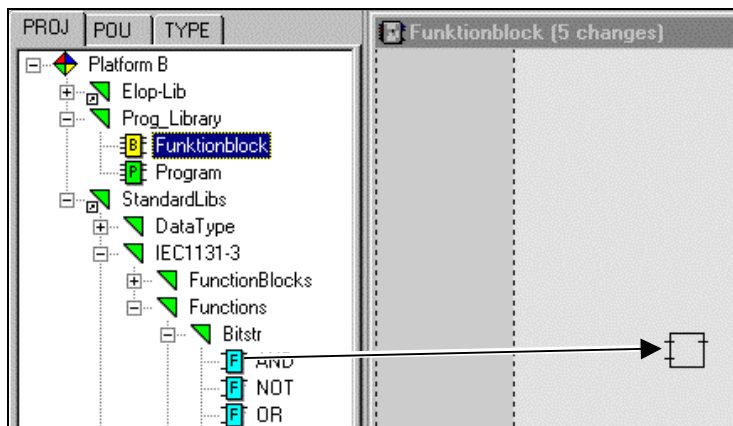 PROJ POU TYPE
Funktionblock (5 changes)
Platform B
Elop-Lib
Prog_Library
B Funktionblock
P Program
StandardLibs
DataType
IEC1131-3
FunctionBlocks
Functions
Bitstr
F AND
F NOT
F OR